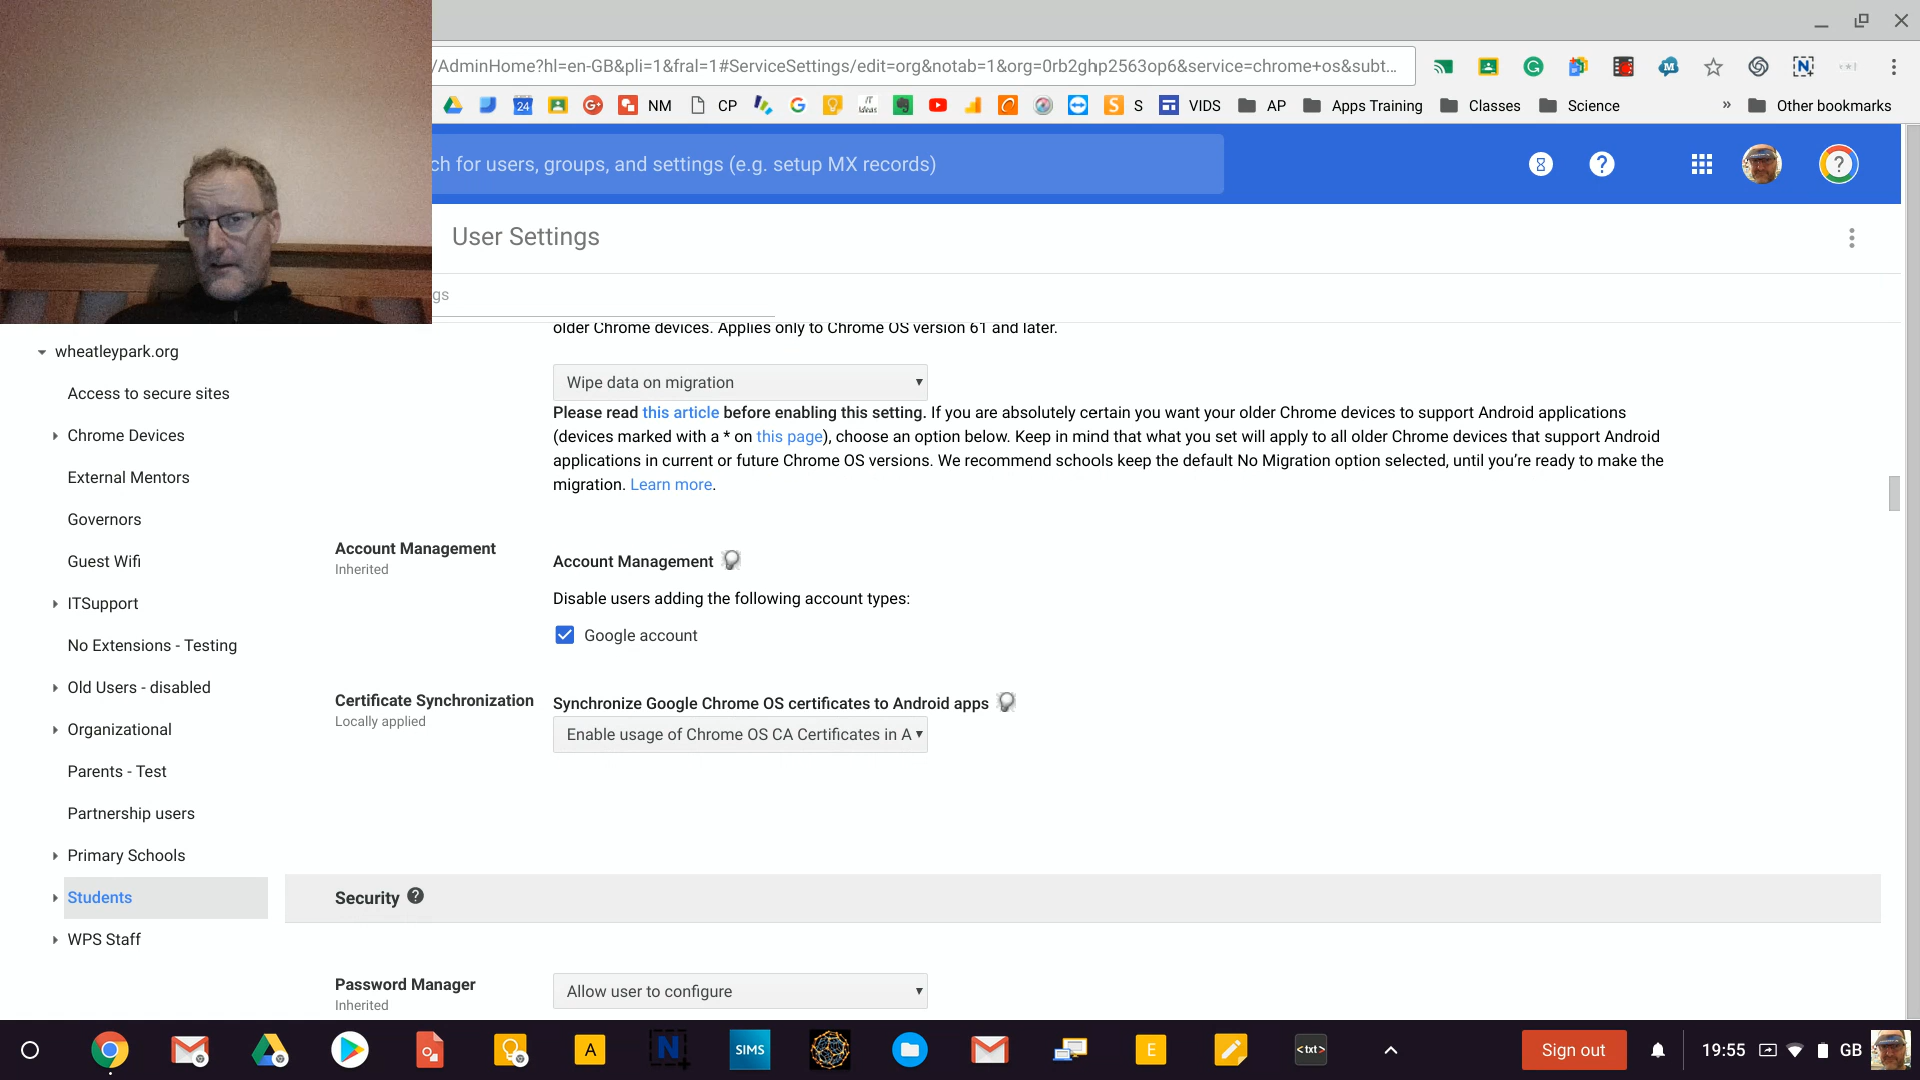 /AdminHome?hl=en-GB&pli=1&fral=1#ServiceSettings/edit=org&notab=1&org=0rb2ghp2563op6&service=chrome+os&subt...
24
NM
CP
IT Ideas
S
S
VIDS
AP
Apps Training
Classes
Science
»
Other bookmarks
ch for users, groups, and settings (e.g. setup MX records)
User Settings
gs
older Chrome devices. Applies only to Chrome OS version 61 and later.
Wipe data on migration
Please read this article before enabling this setting. If you are absolutely certain you want your older Chrome devices to support Android applications
(devices marked with a * on this page), choose an option below. Keep in mind that what you set will apply to all older Chrome devices that support Android
applications in current or future Chrome OS versions. We recommend schools keep the default No Migration option selected, until you're ready to make the
migration. Learn more.
wheatleypark.org
Access to secure sites
Chrome Devices
External Mentors
Governors
Guest Wifi
ITSupport
No Extensions - Testing
Old Users - disabled
Organizational
Parents - Test
Partnership users
Primary Schools
Students
WPS Staff
Account Management
Inherited
Account Management
Disable users adding the following account types:
Google account
Certificate Synchronization
Locally applied
Synchronize Google Chrome OS certificates to Android apps
Enable usage of Chrome OS CA Certificates in A
Security
Password Manager
Inherited
Allow user to configure
A
N
SIMS
E
<txt>
Sign out
19:55
GB